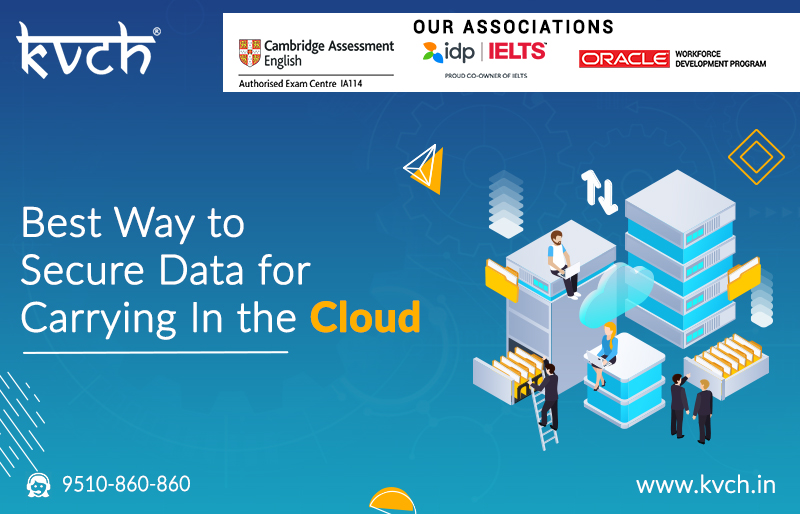 kvch®
OUR ASSOCIATIONS
Cambridge Assessment
English
Authorised Exam Centre IA114
idp | IELTS™
PROUD CO-OWNER OF IELTS
ORACLE®
WORKFORCE
DEVELOPMENT PROGRAM
Best Way to
Secure Data for
Carrying In the Cloud
9510-860-860
www.kvch.in